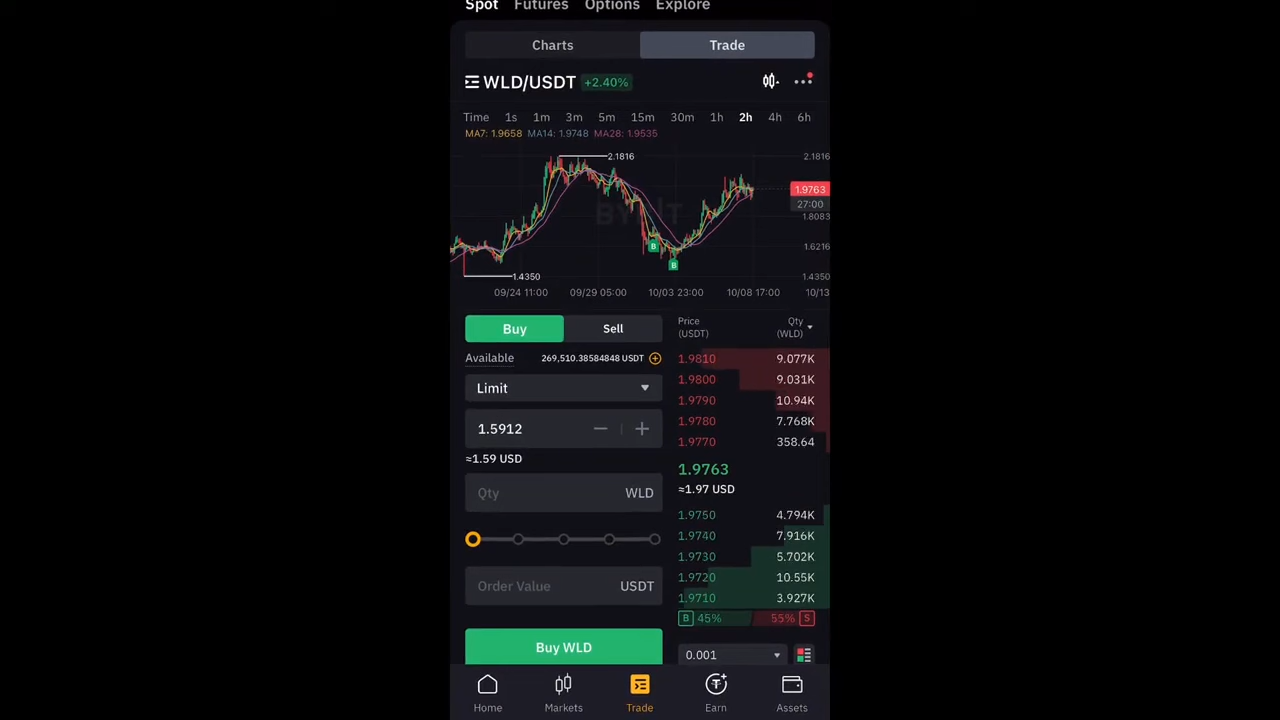 Spot Futures Options Explore
Charts Trade
WLD/USDT +2.40%
Time 1s 1m 3m 5m 15m 30m 1h 2h 4h 6h
MA7: 1.9658 MA14: 1.9748 MA28: 1.9535
2.1816 2.1816
1.9763
27:00
BYBIT
1.8083
1.6216
1.4350 1.4350
B
B
09/24 11:00 09/29 05:00 10/03 23:00 10/08 17:00 10/13
Buy Sell
Available 269,510.38584848 USDT
Limit
1.5912
≈1.59 USD
Qty WLD
Order Value USDT
Buy WLD
Price Qty
(USDT) (WLD)
1.9810 9.077K
1.9800 9.031K
1.9790 10.94K
1.9780 7.768K
1.9770 358.64
1.9763
≈1.97 USD
1.9750 4.794K
1.9740 7.916K
1.9730 5.702K
1.9720 10.55K
1.9710 3.927K
B 45% 55% S
0.001
Home Markets Trade Earn Assets